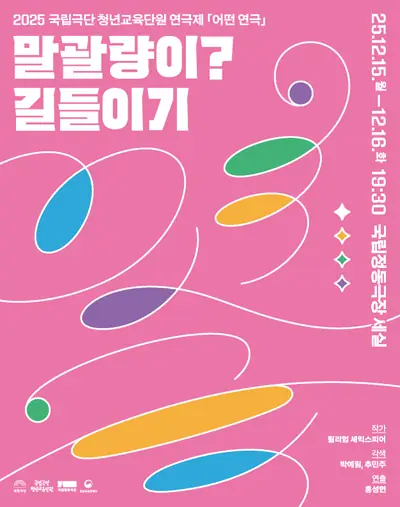 2025 국립극단 청년교육단원 연극제 「어떤 연극」
말괄량이?
길들이기
25.12.15.월 — 12.16.화 19:30 국립정동극장 세실
작가
윌리엄 셰익스피어
각색
박예림, 추민주
연출
홍성헌